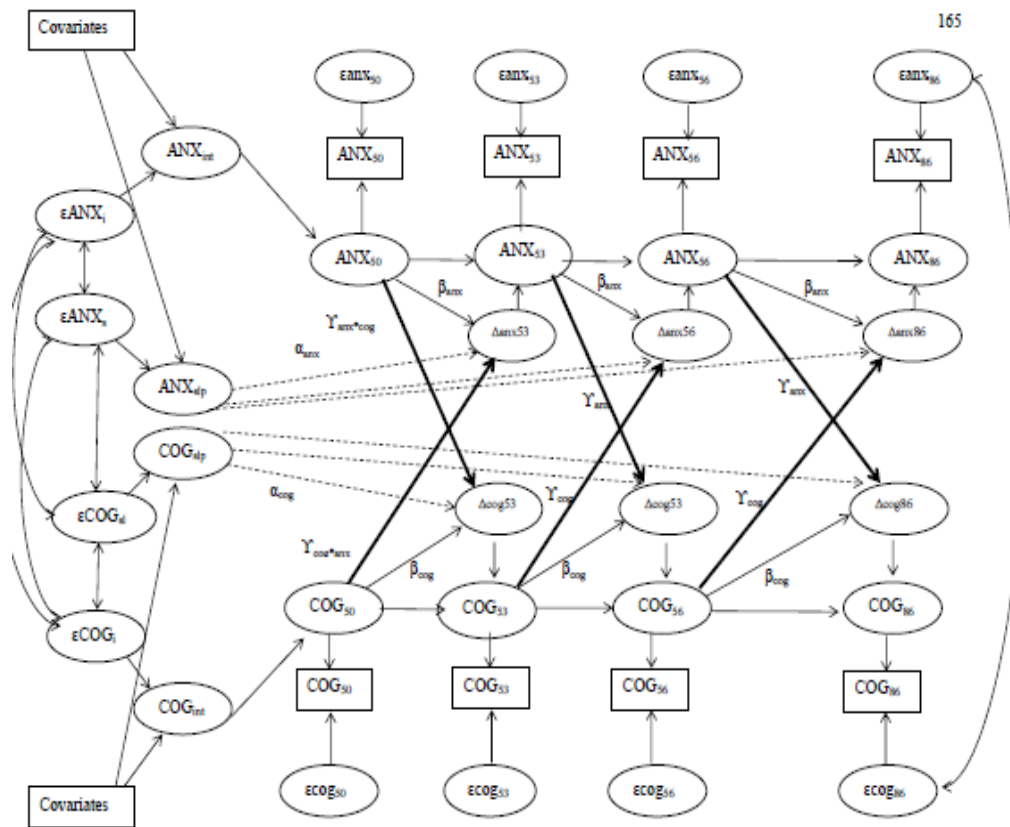 165
Covariates
εanx50
εanx53
εanx56
εanx86
ANXint
ANX50
ANX53
ANX56
ANX86
εANXi
ANX50
ANX53
ANX56
ANX86
βanx
βanx
βanx
εANXs
ϒanx*cog
Δanx53
Δanx56
Δanx86
αanx
ANXslp
ϒanx
ϒanx
COGslp
αcog
ϒcog
ϒcog
Δcog53
Δcog53
Δcog86
εCOGsl
ϒcog*anx
βcog
βcog
βcog
COG50
COG53
COG56
COG86
εCOGi
COG50
COG53
COG56
COG86
COGint
Covariates
εcog50
εcog53
εcog56
εcog86